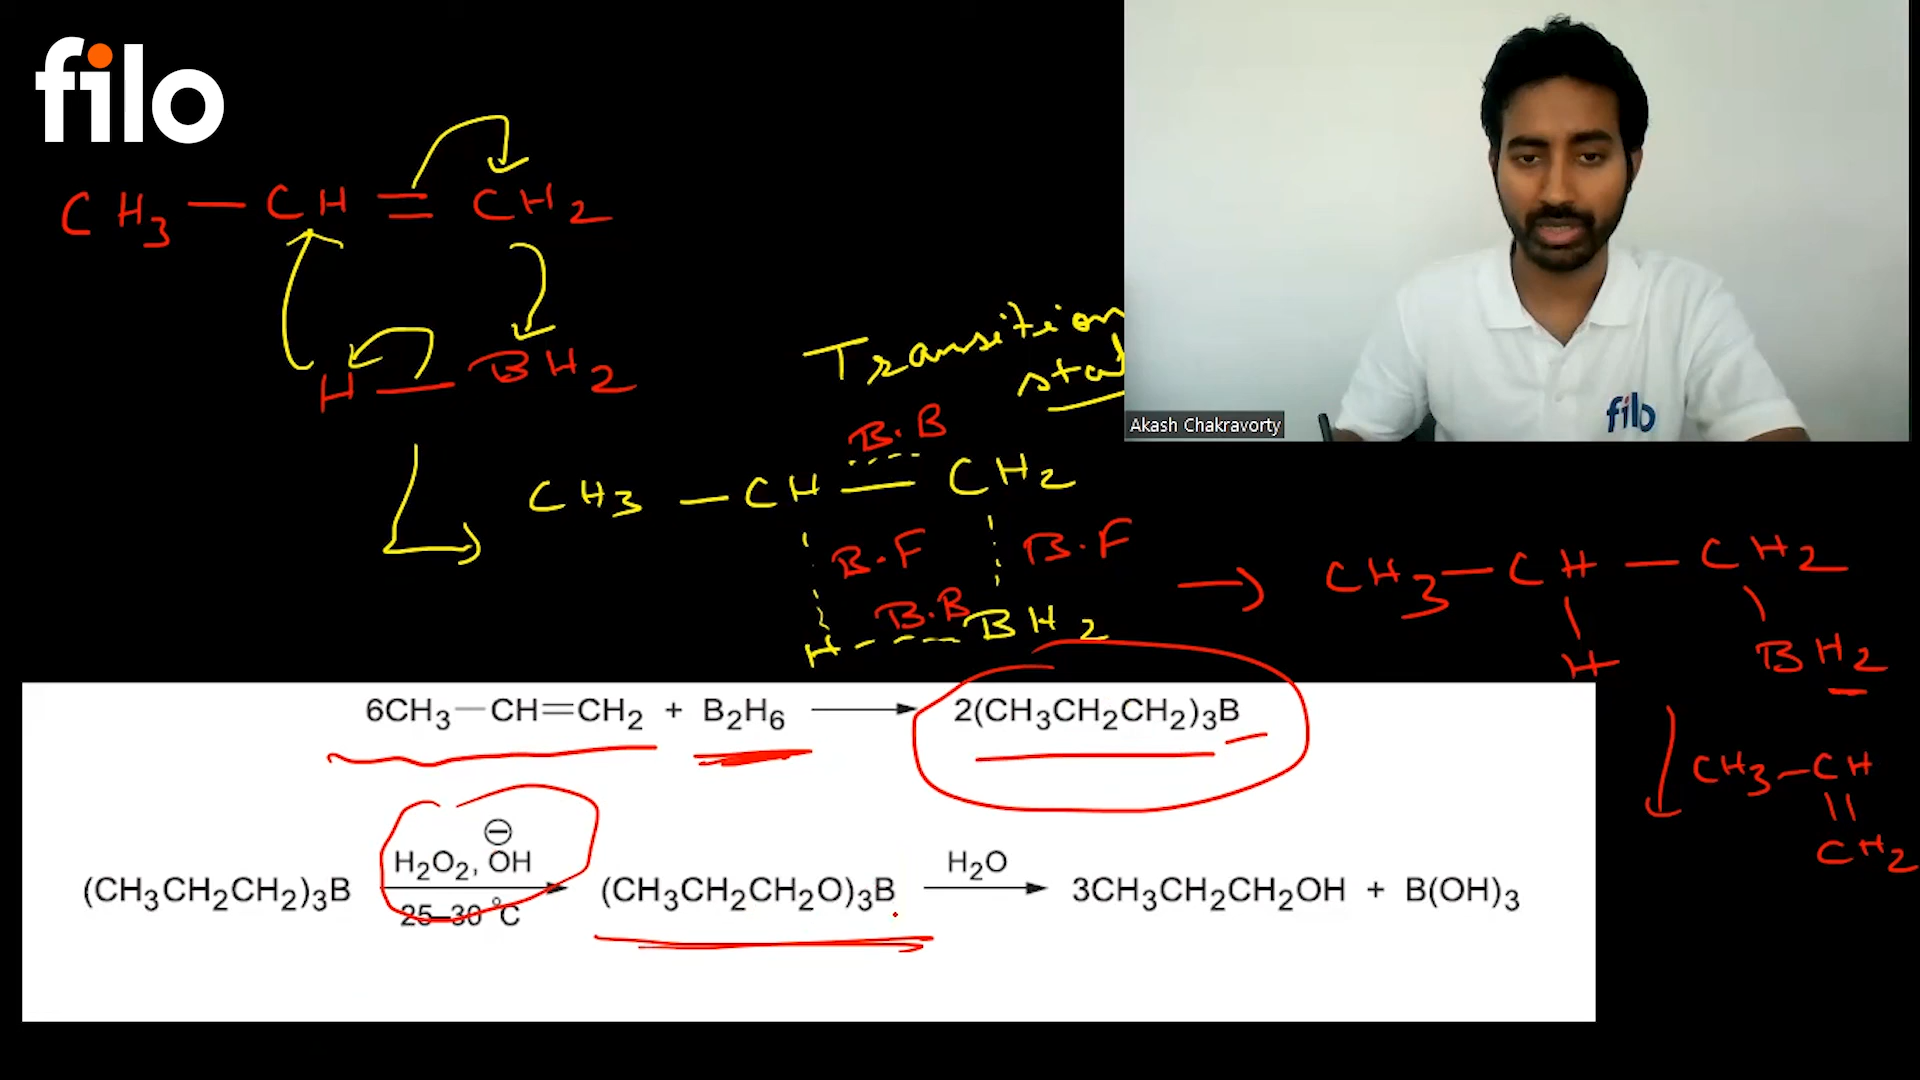 filo
CH3 — CH = CH2
H — BH2
Transition
Akash Chakravorty
filo
B.B
CH3 — CH — CH2
B.F B.F
B.B
H BH2
→ CH3 — CH — CH2
H BH2
6CH3—CH=CH2 + B2H6 → 2(CH3CH2CH2)3B
CH3—CH
CH2
(CH3CH2CH2)3B H2O2, ⊖OH 25–30 °C → (CH3CH2CH2O)3B H2O → 3CH3CH2CH2OH + B(OH)3